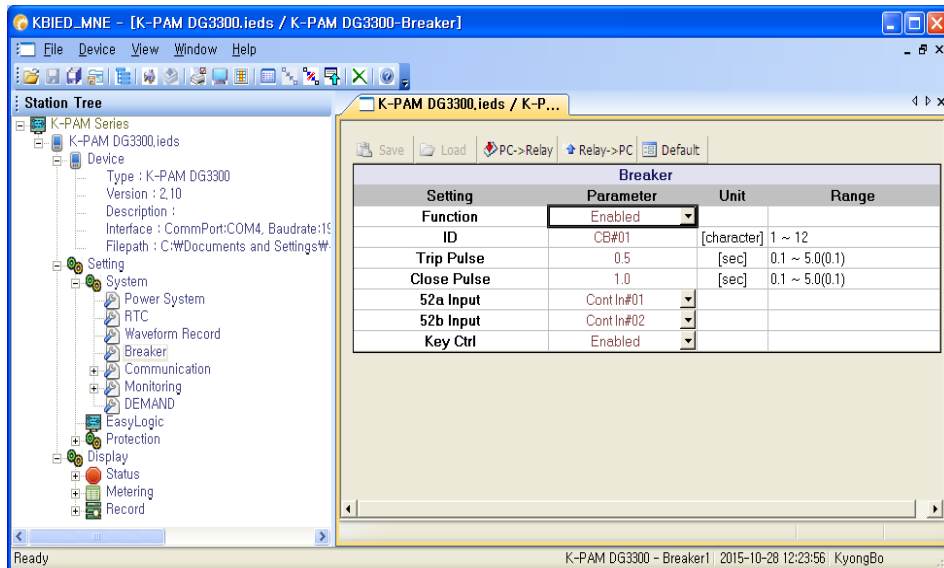 KBIED_MNE - [K-PAM DG3300.ieds / K-PAM DG3300-Breaker]
File Device View Window Help
Station Tree
K-PAM Series
K-PAM DG3300.ieds
Device
Type : K-PAM DG3300
Version : 2.10
Description :
Interface : CommPort:COM4, Baudrate:19
Filepath : C:₩Documents and Settings₩
Setting
System
Power System
RTC
Waveform Record
Breaker
Communication
Monitoring
DEMAND
EasyLogic
Protection
Display
Status
Metering
Record
K-PAM DG3300.ieds / K-P...
Save Load PC->Relay Relay->PC Default
Breaker
Setting Parameter Unit Range
Function Enabled
ID CB#01 [character] 1 ~ 12
Trip Pulse 0.5 [sec] 0.1 ~ 5.0(0.1)
Close Pulse 1.0 [sec] 0.1 ~ 5.0(0.1)
52a Input Cont In#01
52b Input Cont In#02
Key Ctrl Enabled
Ready K-PAM DG3300 - Breaker1 2015-10-28 12:23:56 KyongBo